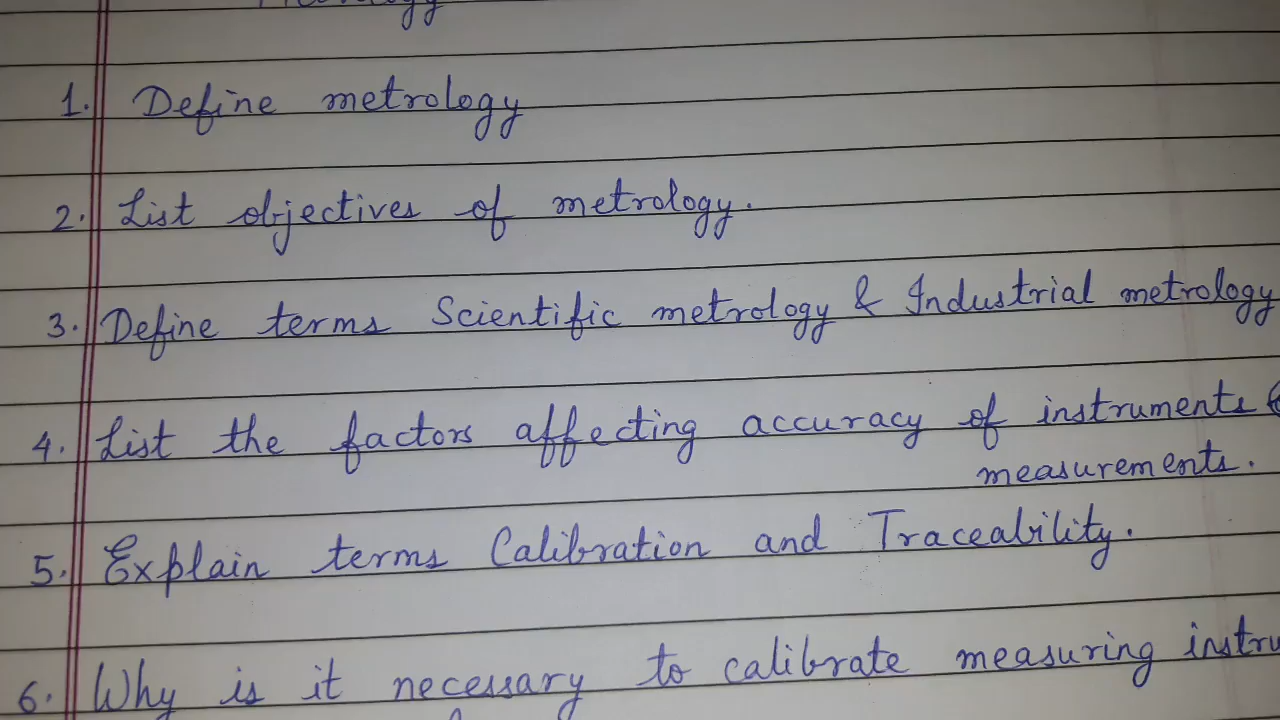 1. Define metrology
2. List objectives of metrology.
3. Define terms Scientific metrology & Industrial metrology
4. List the factors affecting accuracy of instruments
measurements.
5. Explain terms Calibration and Traceability.
6. Why is it necessary to calibrate measuring instru